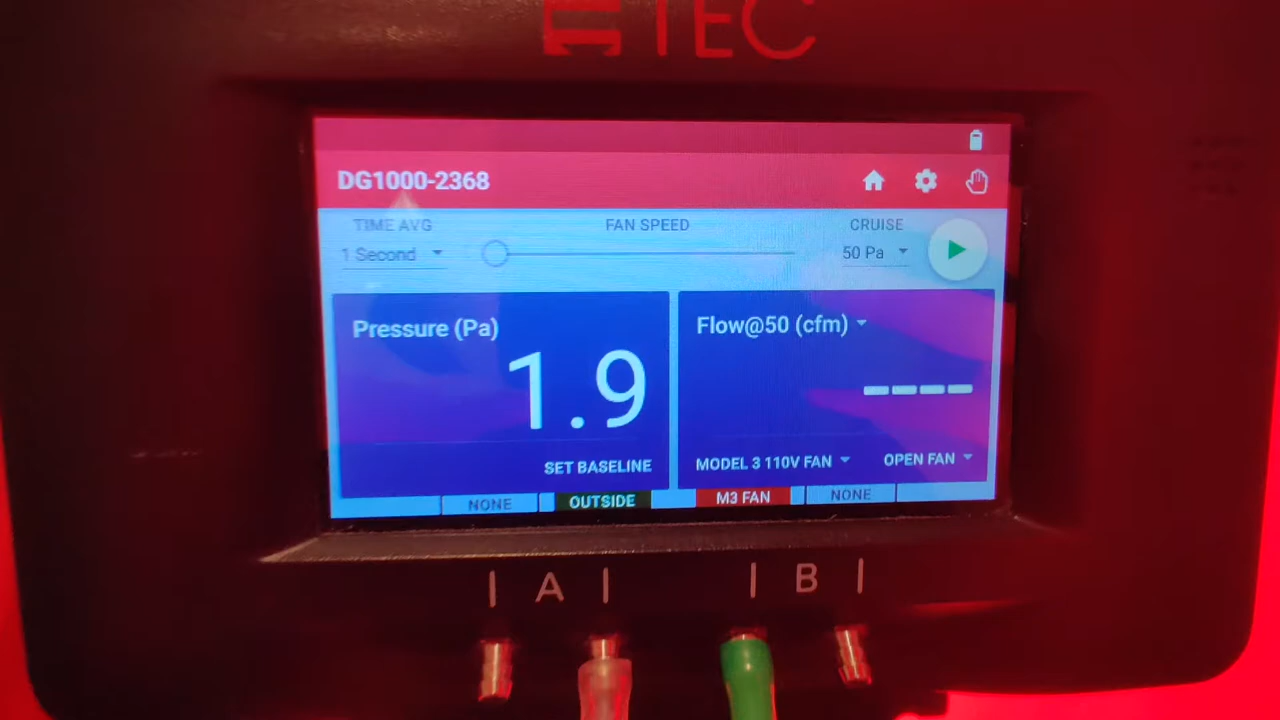 TEC
DG1000-2368
TIME AVG FAN SPEED CRUISE
1 Second 50 Pa
Pressure (Pa) Flow@50 (cfm)
1.9 ----
SET BASELINE MODEL 3 110V FAN OPEN FAN
NONE OUTSIDE M3 FAN NONE
A B